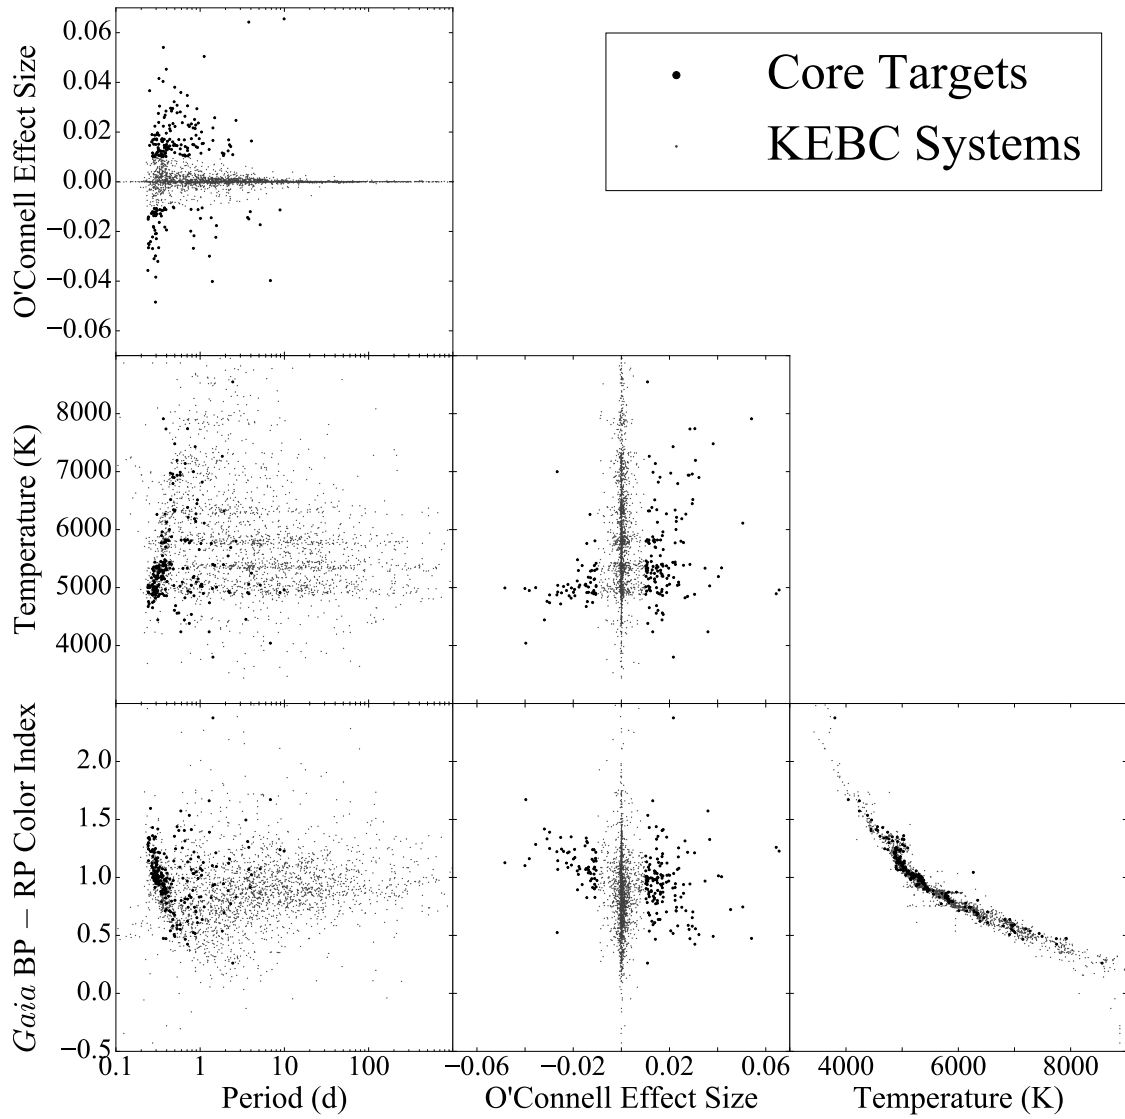 0.06
0.04
0.02
0.00
−0.02
−0.04
−0.06
O'Connell Effect Size
Core Targets
KEBC Systems
8000
7000
6000
5000
4000
Temperature (K)
2.0
1.5
1.0
0.5
0.0
−0.5
Gaia BP − RP Color Index
0.1 1 10 100
−0.06 −0.02 0.02 0.06
4000 6000 8000
Period (d)
O'Connell Effect Size
Temperature (K)